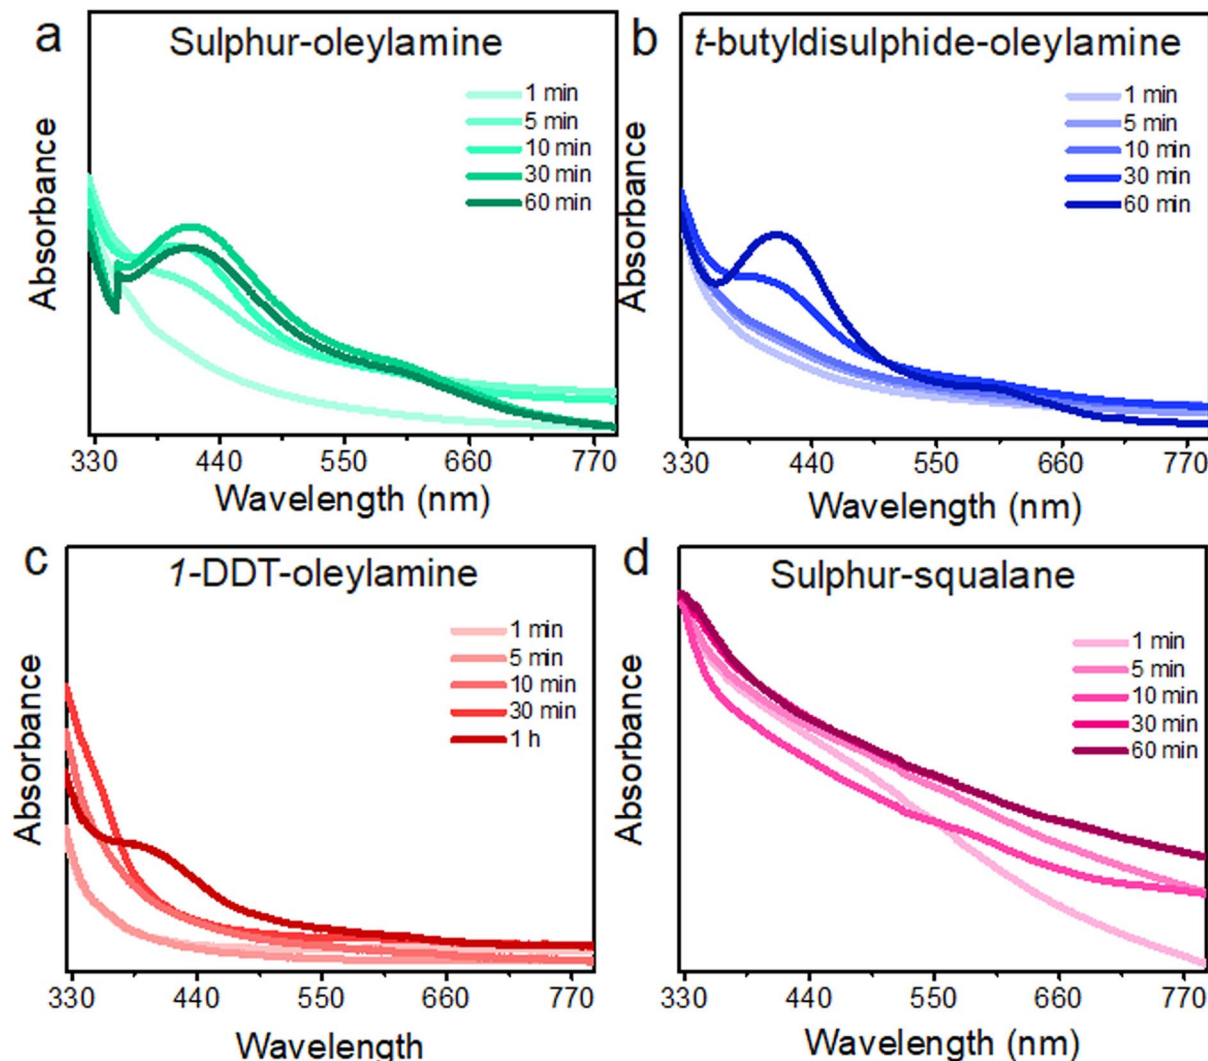 a
Sulphur-oleylamine
1 min
5 min
10 min
30 min
60 min
Absorbance
330 440 550 660 770
Wavelength (nm)
b
t-butyldisulphide-oleylamine
1 min
5 min
10 min
30 min
60 min
Absorbance
330 440 550 660 770
Wavelength (nm)
c
1-DDT-oleylamine
1 min
5 min
10 min
30 min
1 h
Absorbance
330 440 550 660 770
Wavelength
d
Sulphur-squalane
1 min
5 min
10 min
30 min
60 min
Absorbance
330 440 550 660 770
Wavelength (nm)